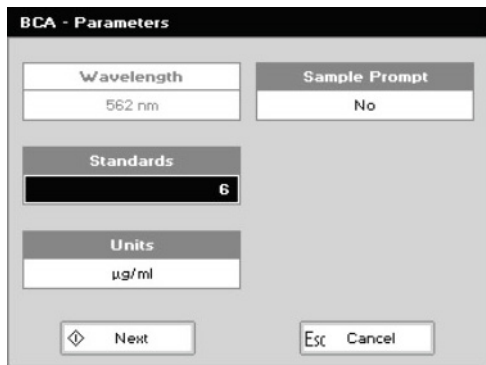 BCA - Parameters
Wavelength
562 nm
Sample Prompt
No
Standards
6
Units
µg/ml
Next
Esc Cancel